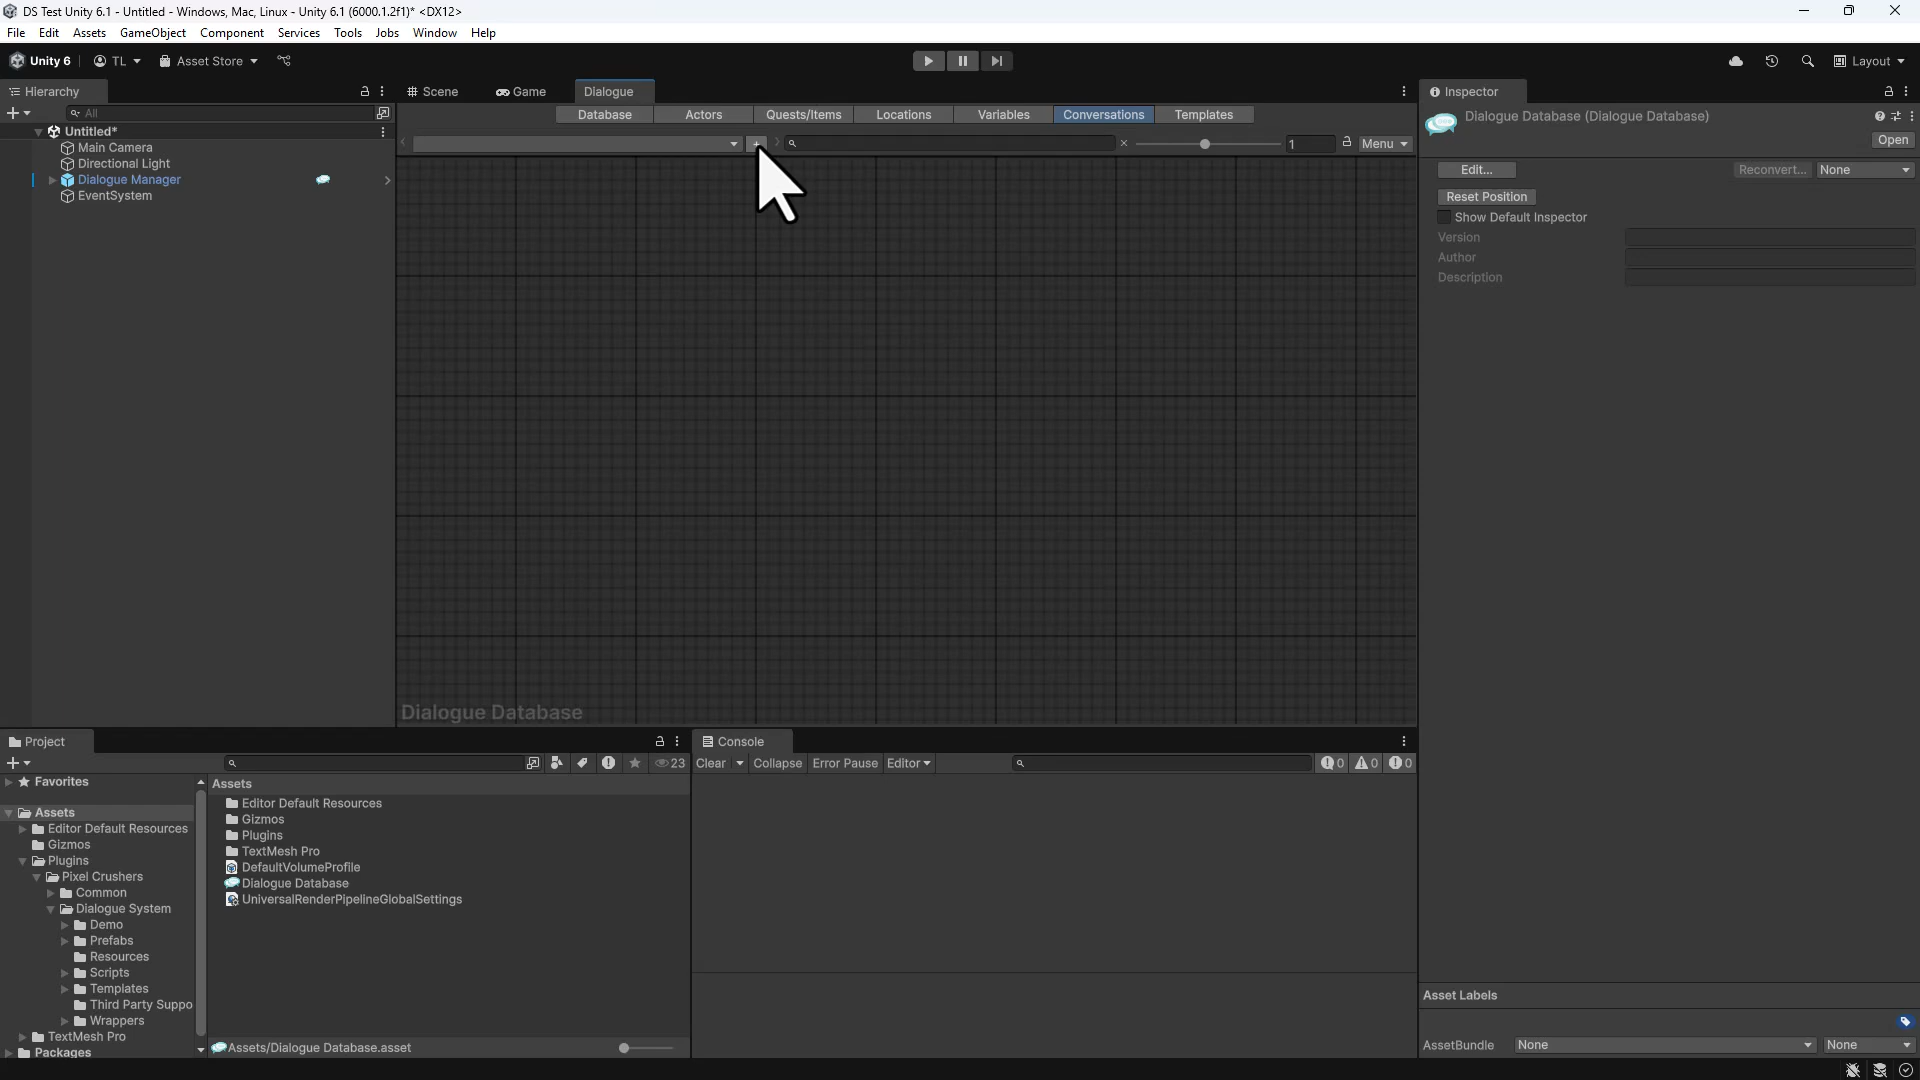 DS Test Unity 6.1 - Untitled - Windows, Mac, Linux - Unity 6.1 (6000.1.2f1)* <DX12>
File Edit Assets GameObject Component Services Tools Jobs Window Help
Unity 6 TL Asset Store Layout
Hierarchy
All
Untitled*
Main Camera
Directional Light
Dialogue Manager
EventSystem
Scene Game Dialogue
Database Actors Quests/Items Locations Variables Conversations Templates
1 Menu
Dialogue Database
Inspector
Dialogue Database (Dialogue Database)
Open
Edit... Reconvert... None
Reset Position
Show Default Inspector
Version
Author
Description
Project
23
Favorites
Assets
Editor Default Resources
Gizmos
Plugins
Pixel Crushers
Common
Dialogue System
Demo
Prefabs
Resources
Scripts
Templates
Third Party Suppo
Wrappers
TextMesh Pro
Packages
Assets
Editor Default Resources
Gizmos
Plugins
TextMesh Pro
DefaultVolumeProfile
Dialogue Database
UniversalRenderPipelineGlobalSettings
Assets/Dialogue Database.asset
Console
Clear Collapse Error Pause Editor 0 0 0
Asset Labels
AssetBundle None None